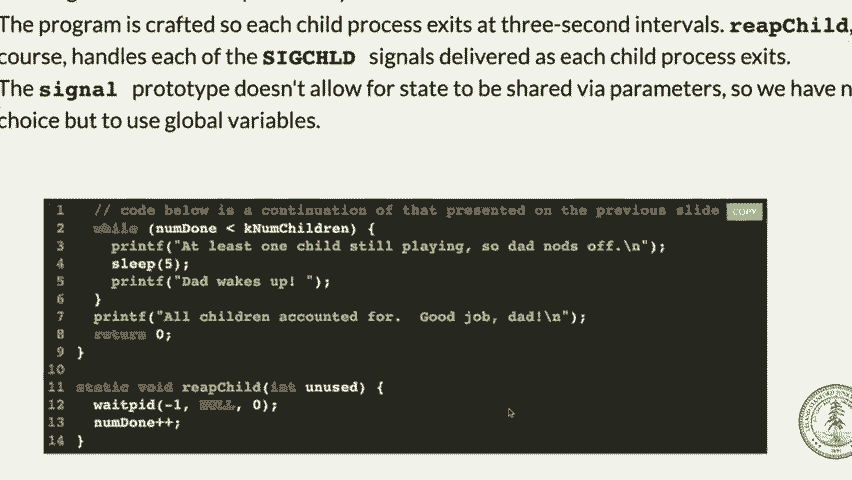 The program is crafted so each child process exits at three-second intervals. reapChild,
course, handles each of the SIGCHLD signals delivered as each child process exits.
The signal prototype doesn't allow for state to be shared via parameters, so we have n
choice but to use global variables.
COPY
1 // code below is a continuation of that presented on the previous slide
2 while (numDone < kNumChildren) {
3 printf("At least one child still playing, so dad nods off.\n");
4 sleep(5);
5 printf("Dad wakes up! ");
6 }
7 printf("All children accounted for.  Good job, dad!\n");
8 return 0;
9 }
10
11 static void reapChild(int unused) {
12 waitpid(-1, NULL, 0);
13 numDone++;
14 }